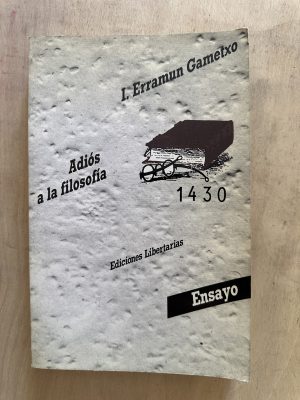 I. Erramun Gametxo
Adiós
a la filosofía
1430
Ediciones Libertarias
Ensayo